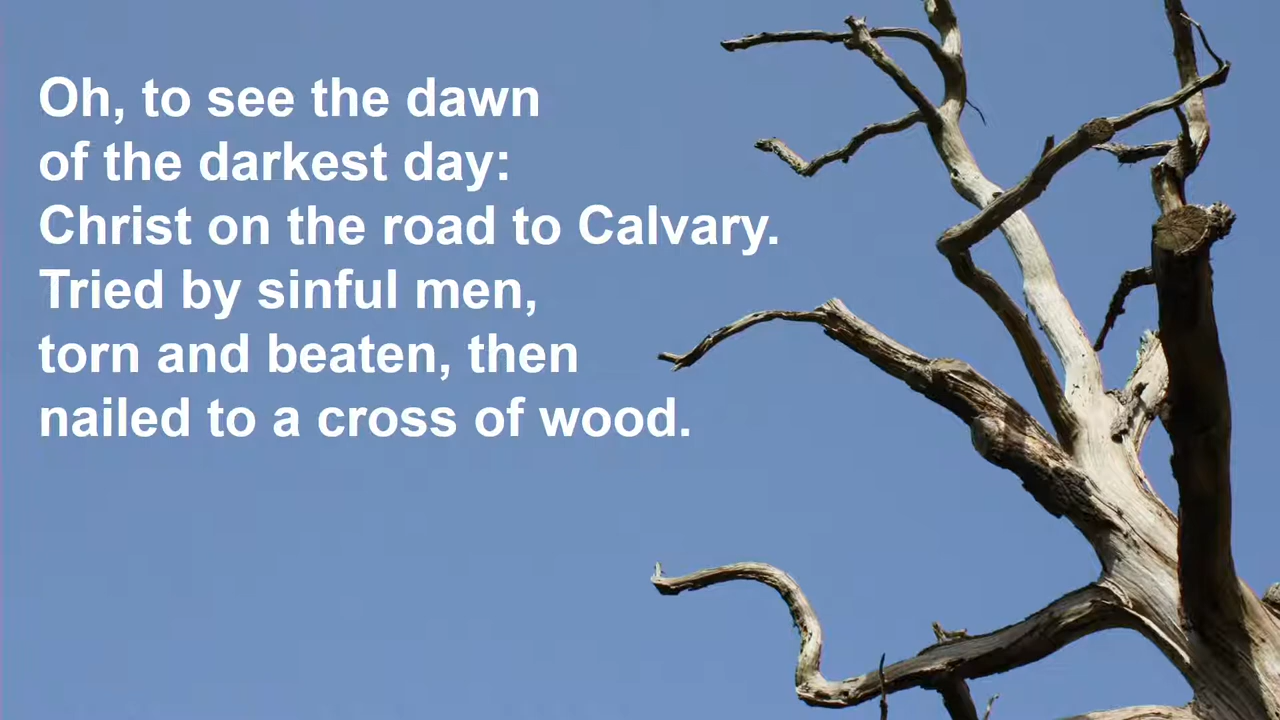 Oh, to see the dawn
of the darkest day:
Christ on the road to Calvary.
Tried by sinful men,
torn and beaten, then
nailed to a cross of wood.